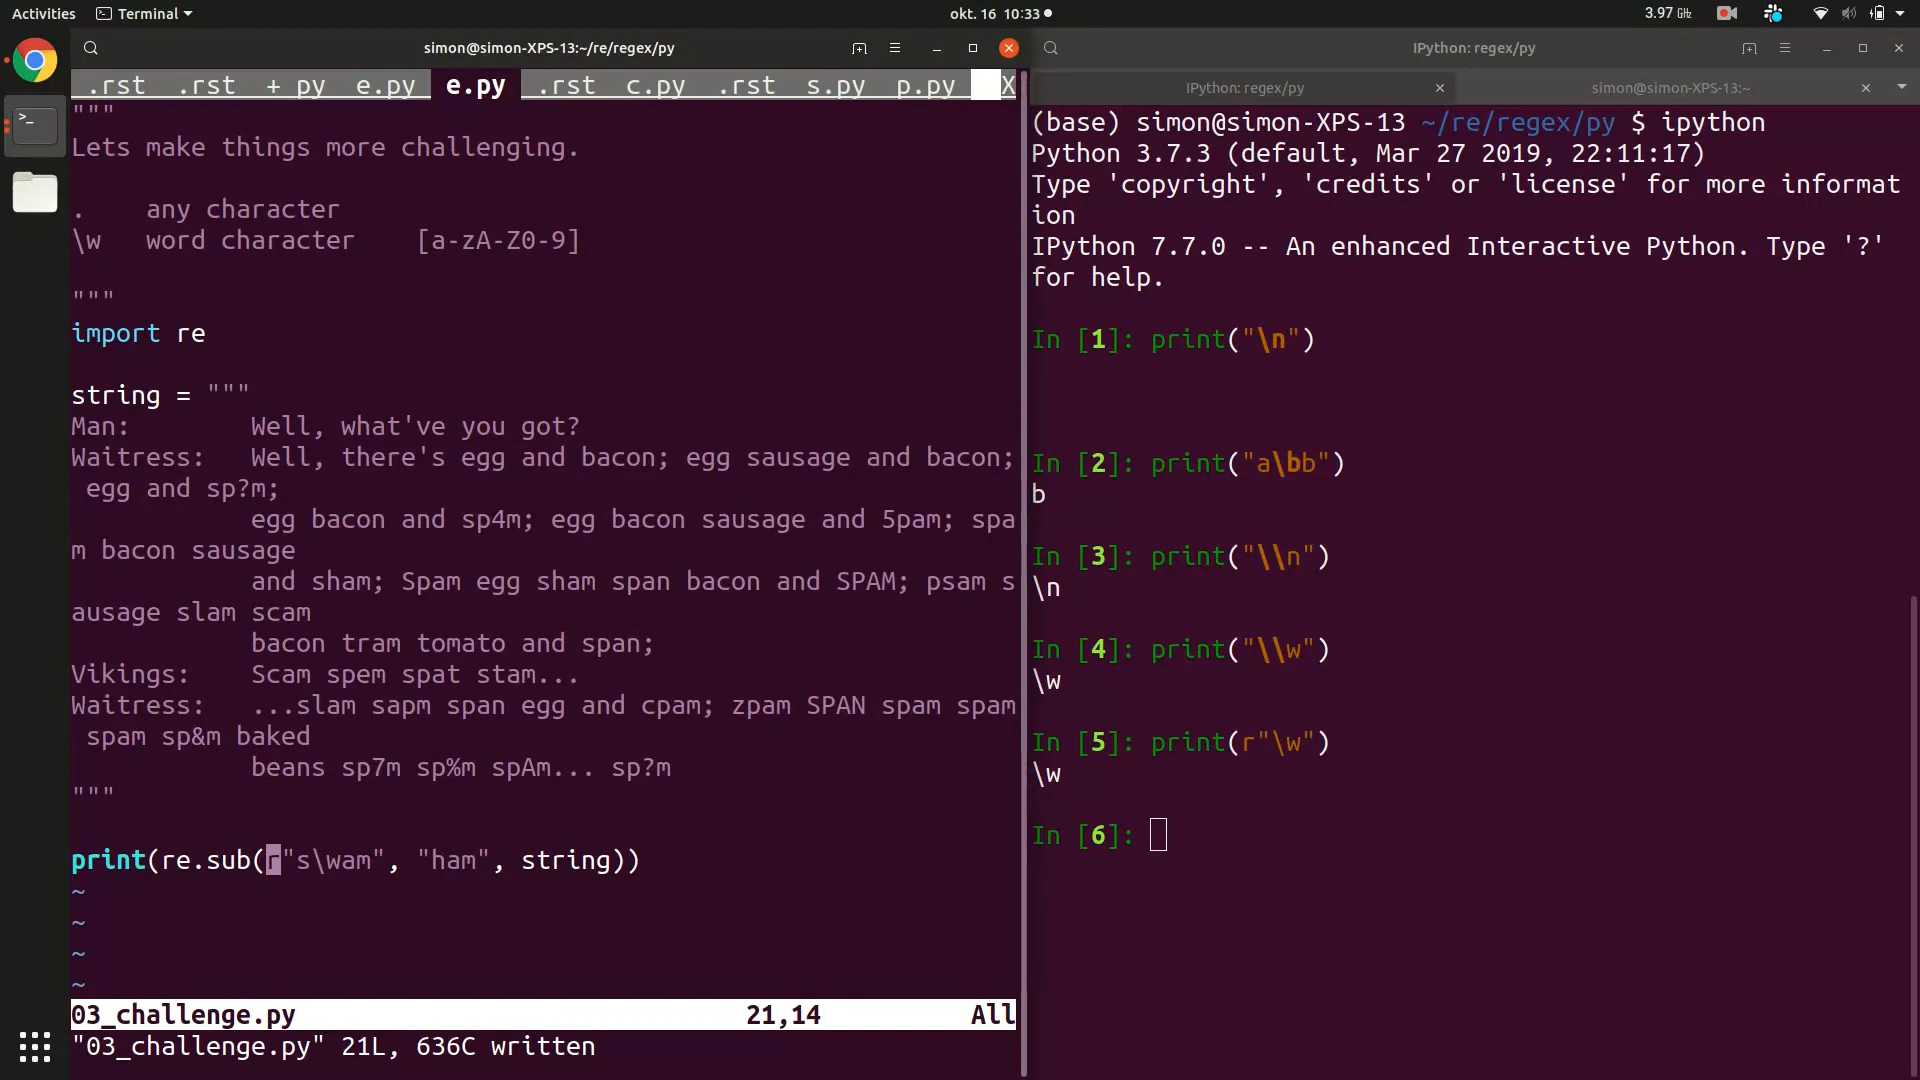 Activities Terminal okt. 16 10:33 3.97 GHz
simon@simon-XPS-13:~/re/regex/py
.rst .rst + py e.py e.py .rst c.py .rst s.py p.py X
"""
Lets make things more challenging.
. any character
\w word character [a-zA-Z0-9]
"""
import re
string = """
Man: Well, what've you got?
Waitress: Well, there's egg and bacon; egg sausage and bacon;
egg and sp?m;
egg bacon and sp4m; egg bacon sausage and 5pam; spa
m bacon sausage
and sham; Spam egg sham span bacon and SPAM; psam s
ausage slam scam
bacon tram tomato and span;
Vikings: Scam spem spat stam...
Waitress: ...slam sapm span egg and cpam; zpam SPAN spam spam
spam sp&m baked
beans sp7m sp%m spAm... sp?m
"""
print(re.sub(r"s\wam", "ham", string))
~
~
~
~
03_challenge.py 21,14 All
"03_challenge.py" 21L, 636C written
IPython: regex/py
IPython: regex/py simon@simon-XPS-13:~
(base) simon@simon-XPS-13 ~/re/regex/py $ ipython
Python 3.7.3 (default, Mar 27 2019, 22:11:17)
Type 'copyright', 'credits' or 'license' for more informat
ion
IPython 7.7.0 -- An enhanced Interactive Python. Type '?'
for help.
In [1]: print("\n")
In [2]: print("a\bb")
b
In [3]: print("\\n")
\n
In [4]: print("\\w")
\w
In [5]: print(r"\w")
\w
In [6]: